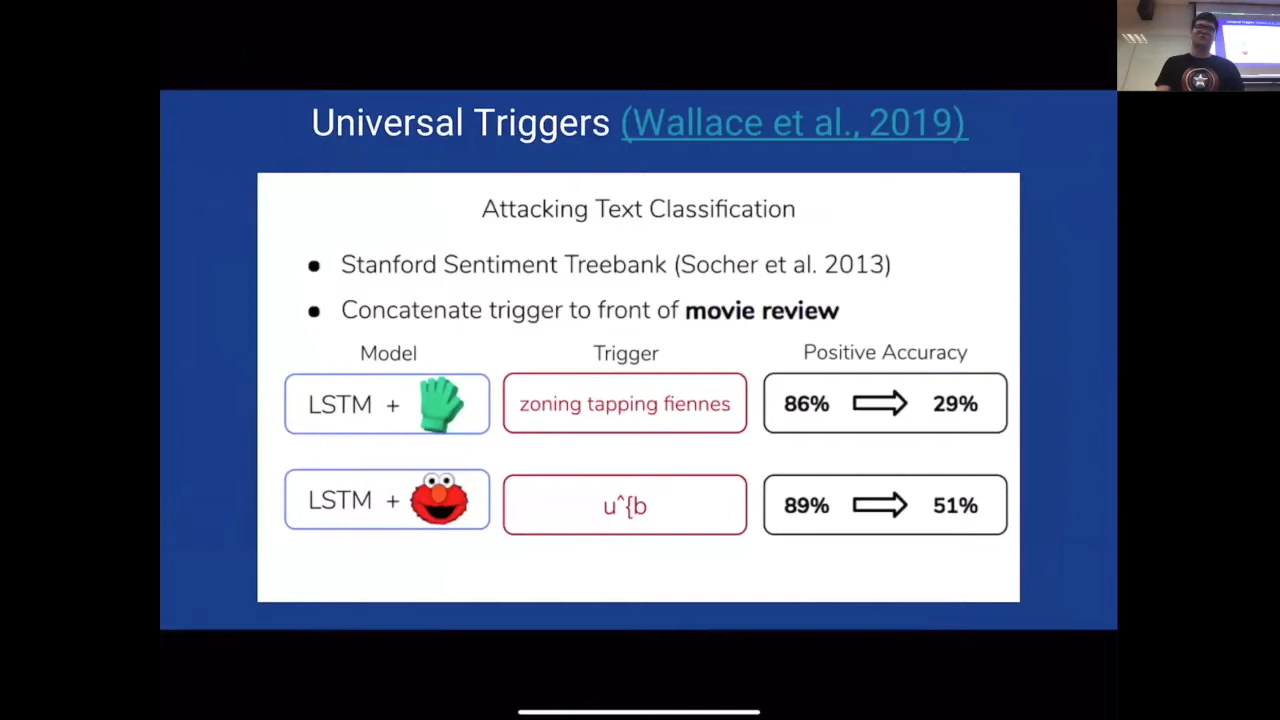 Universal Triggers (Wallace et al., 2019)
Attacking Text Classification
● Stanford Sentiment Treebank (Socher et al. 2013)
● Concatenate trigger to front of movie review
Model Trigger Positive Accuracy
LSTM + zoning tapping fiennes 86% 29%
LSTM + u^{b 89% 51%